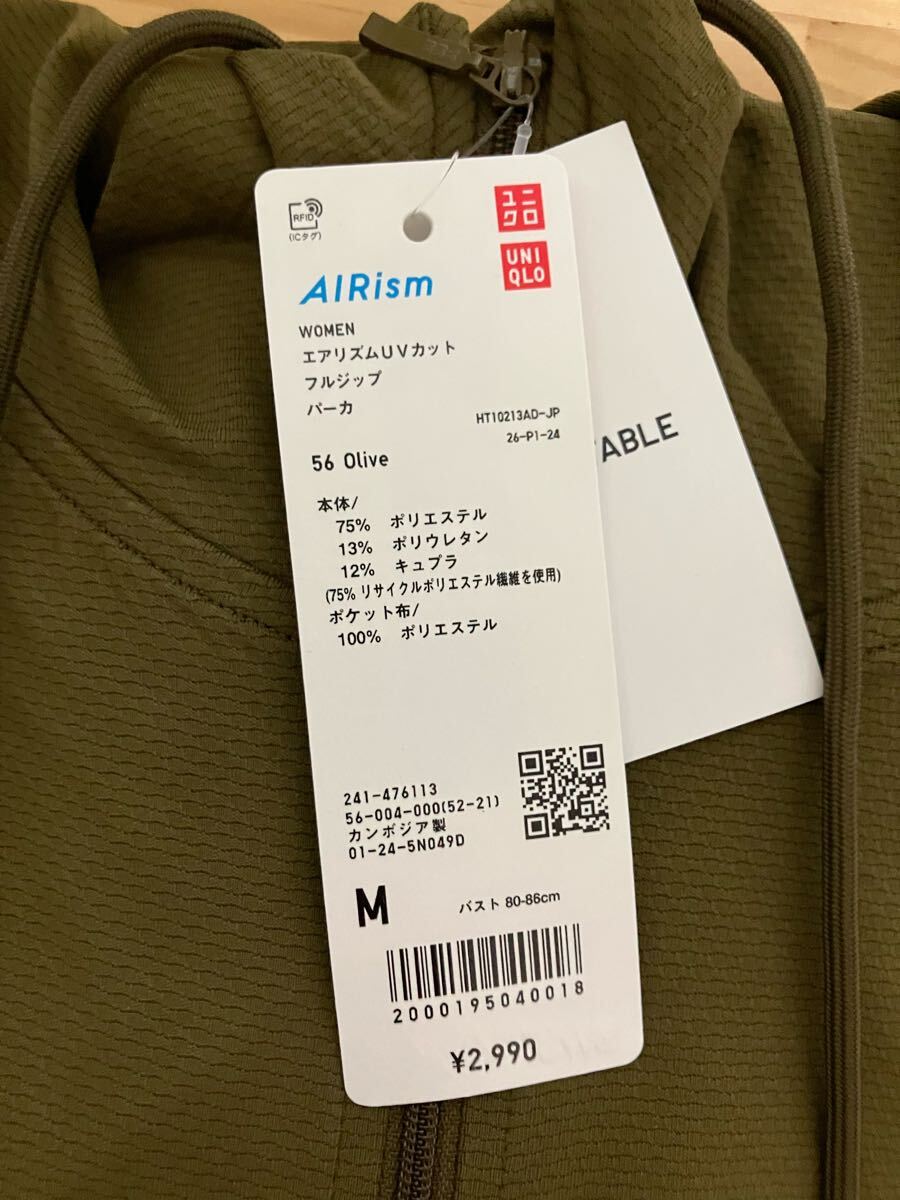 RFID
(ICタグ)
ユニ
クロ
UNI
QLO
AIRism
WOMEN
エアリズムUVカット
フルジップ
パーカ
HT10213AD-JP
26-P1-24
56 Olive
本体/
75% ポリエステル
13% ポリウレタン
12% キュプラ
(75% リサイクルポリエステル繊維を使用)
ポケット布/
100% ポリエステル
241-476113
56-004-000(52-21)
カンボジア製
01-24-5N049D
M バスト 80-86cm
2000195040018
¥2,990
TABLE